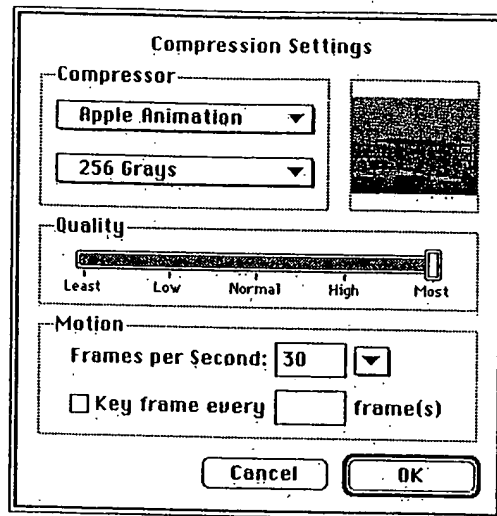 Compression Settings
Compressor
Apple Animation
256 Grays
Quality
Least Low Normal High Most
Motion
Frames per Second: 30
Key frame every frame(s)
Cancel OK